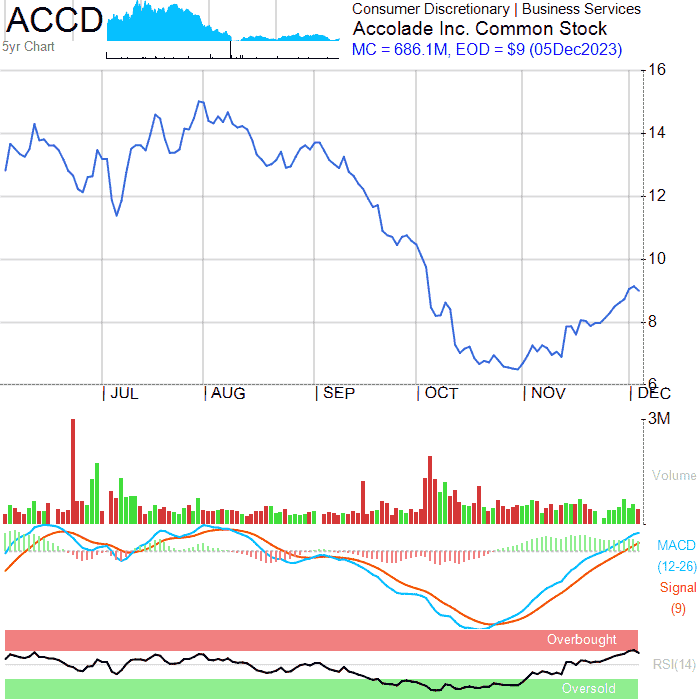 ACCD
5yr Chart
Consumer Discretionary | Business Services
Accolade Inc. Common Stock
MC = 686.1M, EOD = $9 (05Dec2023)
16
14
12
10
8
6
JUL AUG SEP OCT NOV DEC
3M
Volume
MACD
(12-26)
Signal
(9)
Overbought
RSI(14)
Oversold